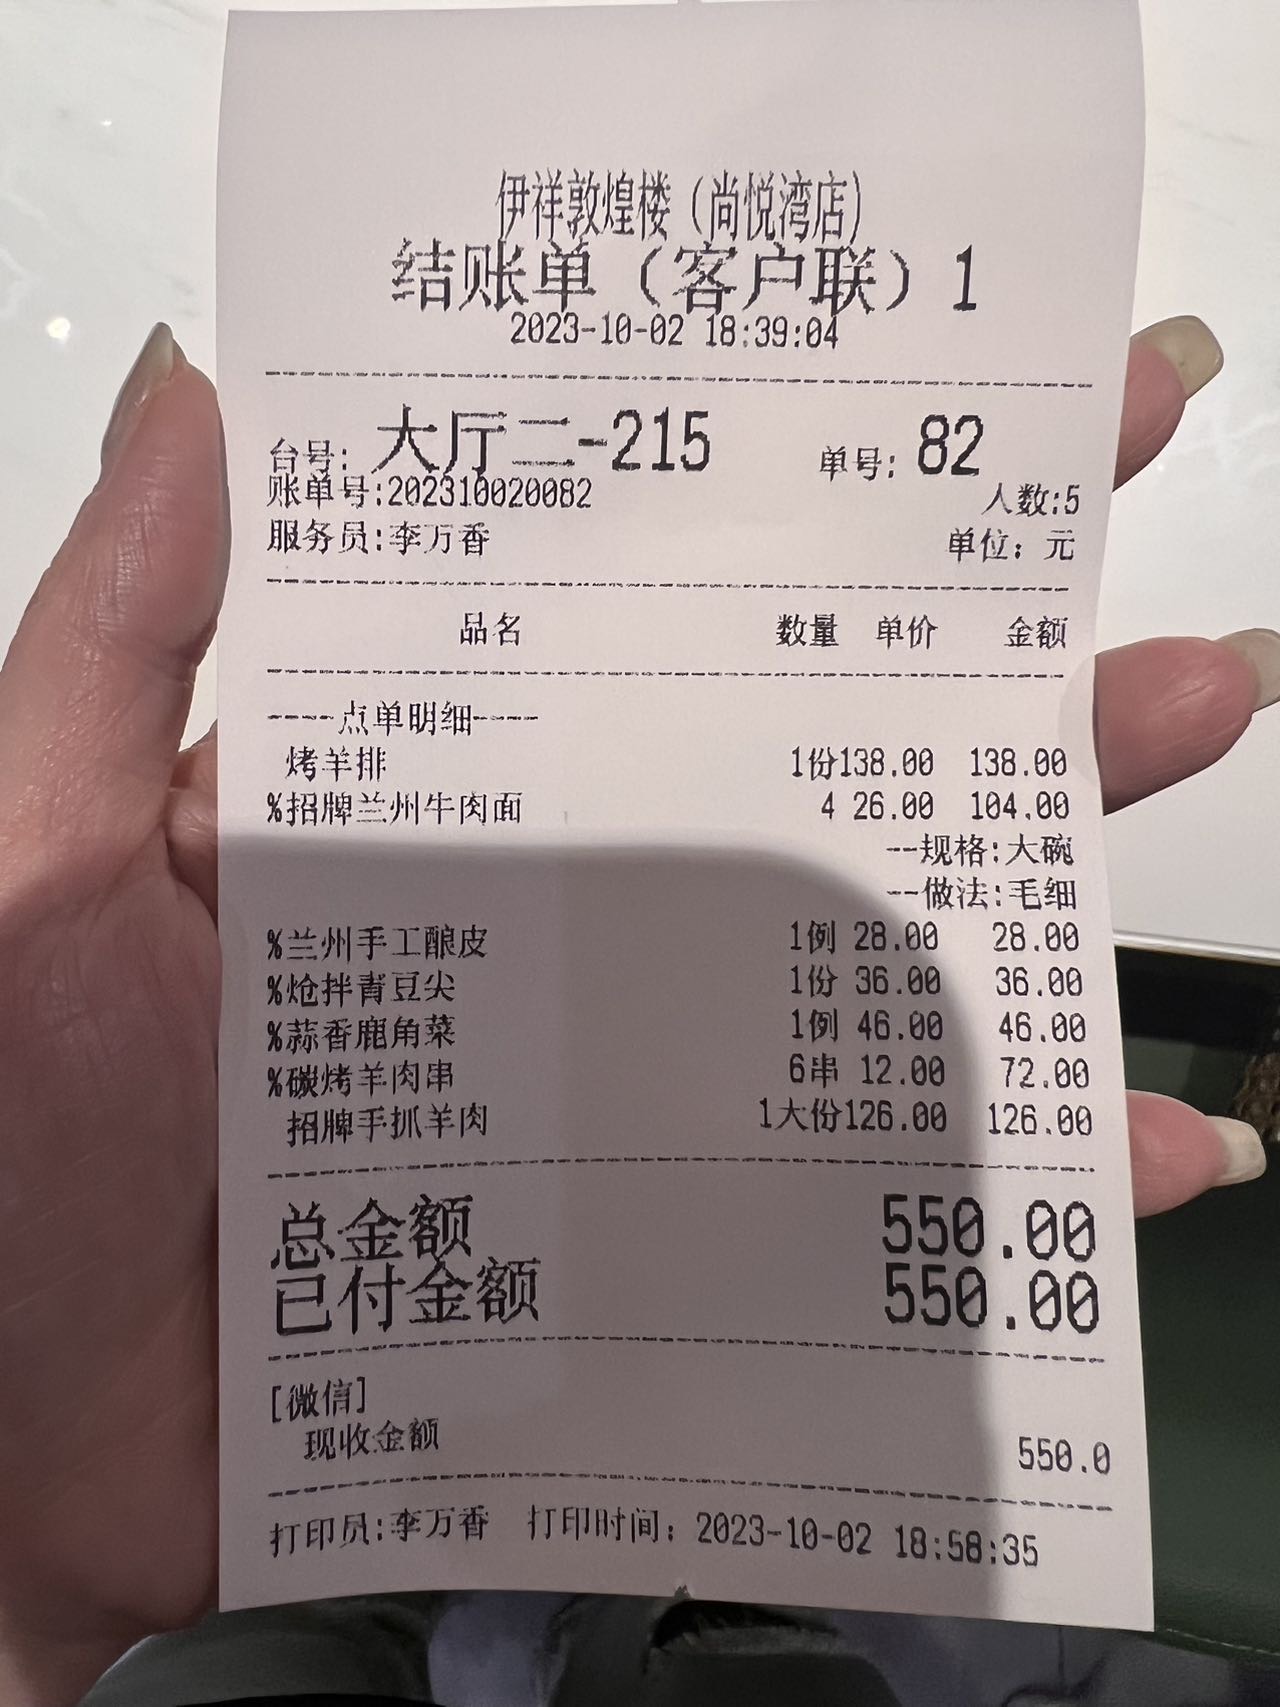 伊祥敦煌楼(尚悦湾店)
结账单(客户联)1
2023-10-02 18:39:04
台号: 大厅二-215 单号: 82
账单号:202310020082 人数:5
服务员:李万香 单位: 元
品名 数量 单价 金额
----点单明细----
烤羊排 1份138.00 138.00
%招牌兰州牛肉面 4 26.00 104.00
--规格:大碗
--做法:毛细
%兰州手工酿皮 1例 28.00 28.00
%炝拌青豆尖 1份 36.00 36.00
%蒜香鹿角菜 1例 46.00 46.00
%碳烤羊肉串 6串 12.00 72.00
招牌手抓羊肉 1大份126.00 126.00
总金额 550.00
已付金额 550.00
[微信]
现收金额 550.0
打印员:李万香 打印时间: 2023-10-02 18:58:35